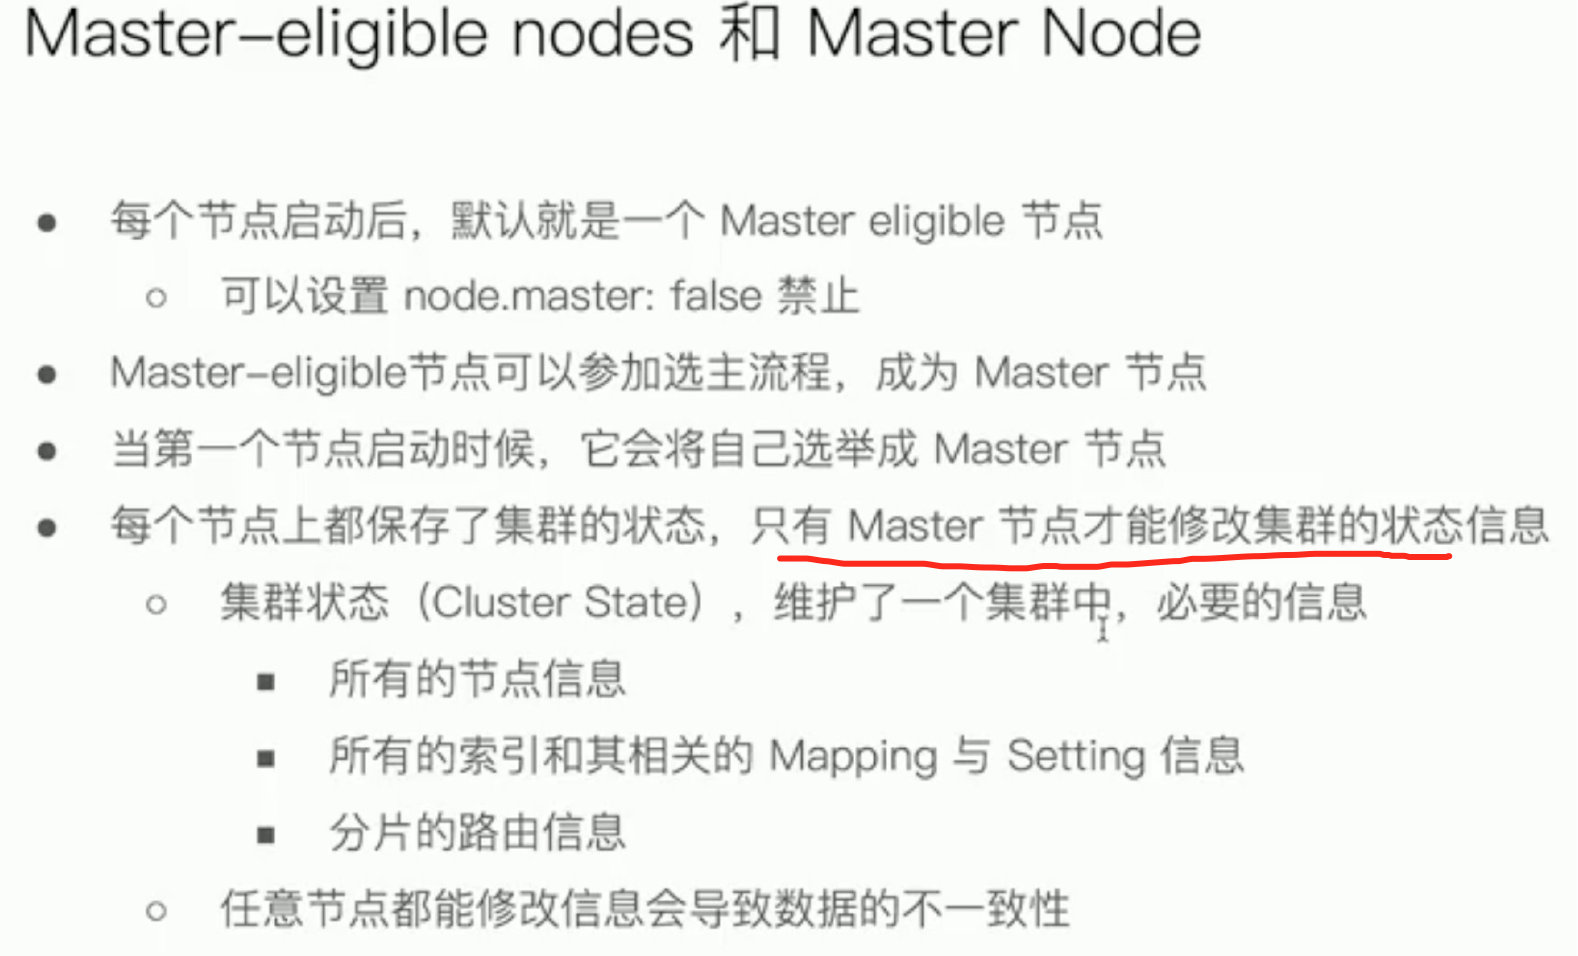 Master-eligible nodes 和 Master Node
● 每个节点启动后，默认就是一个 Master eligible 节点
○ 可以设置 node.master: false 禁止
● Master-eligible节点可以参加选主流程，成为 Master 节点
● 当第一个节点启动时候，它会将自己选举成 Master 节点
● 每个节点上都保存了集群的状态，只有 Master 节点才能修改集群的状态信息
○ 集群状态（Cluster State），维护了一个集群中，必要的信息
■ 所有的节点信息
■ 所有的索引和其相关的 Mapping 与 Setting 信息
■ 分片的路由信息
○ 任意节点都能修改信息会导致数据的不一致性